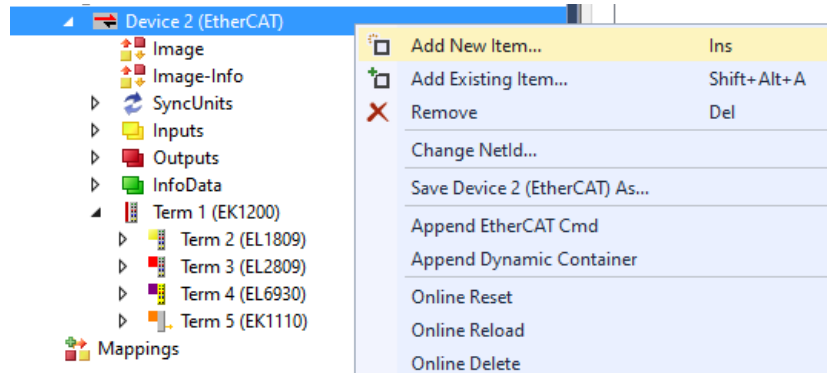 Device 2 (EtherCAT)
Image
Image-Info
SyncUnits
Inputs
Outputs
InfoData
Term 1 (EK1200)
Term 2 (EL1809)
Term 3 (EL2809)
Term 4 (EL6930)
Term 5 (EK1110)
Mappings
Add New Item... Ins
Add Existing Item... Shift+Alt+A
Remove Del
Change NetId...
Save Device 2 (EtherCAT) As...
Append EtherCAT Cmd
Append Dynamic Container
Online Reset
Online Reload
Online Delete